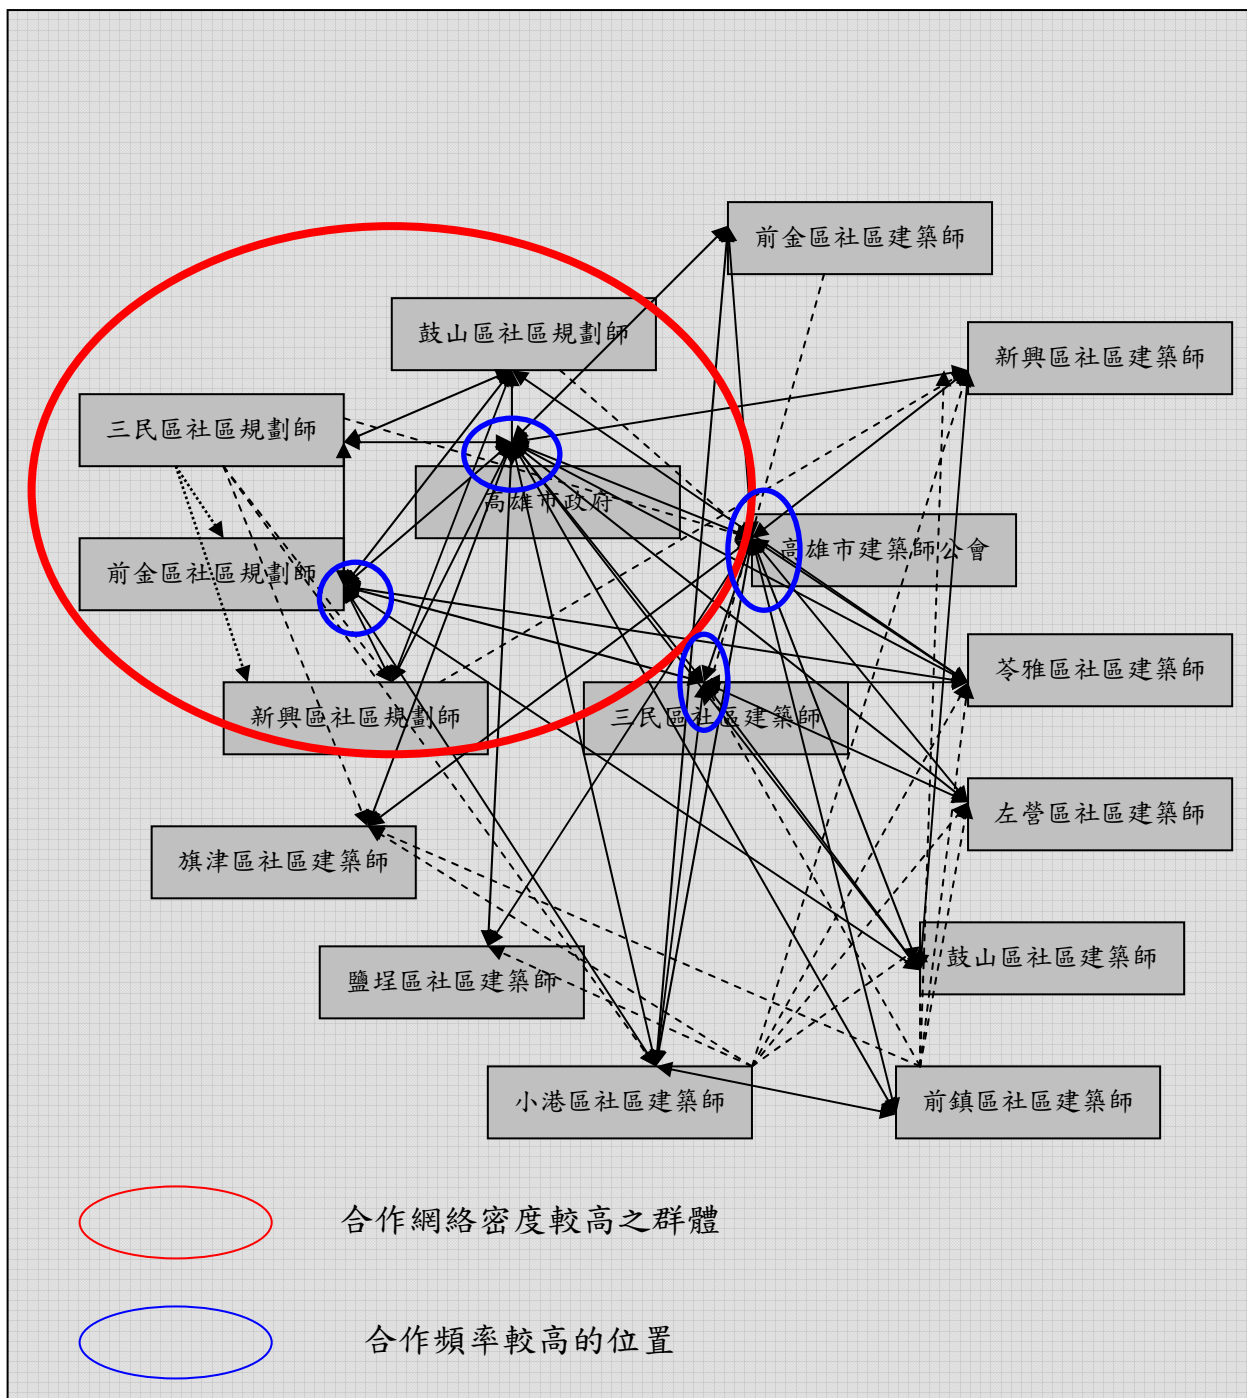 前金區社區建築師
鼓山區社區規劃師
新興區社區建築師
三民區社區規劃師
高雄市政府
高雄市建築師公會
前金區社區規劃師
苓雅區社區建築師
新興區社區規劃師
三民區社區建築師
左營區社區建築師
旗津區社區建築師
鼓山區社區建築師
鹽埕區社區建築師
小港區社區建築師
前鎮區社區建築師
合作網絡密度較高之群體
合作頻率較高的位置